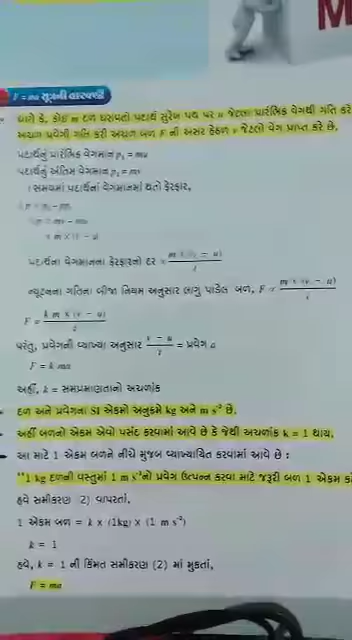 M
F = ma સૂત્રની તારવણી
ધારો કે, કોઈ m દળ ધરાવતો પદાર્થ સુરેખ પથ પર u જેટલા પ્રારંભિક વેગથી ગતિ કરે
અચળ પ્રવેગી ગતિ કરી અચળ બળ F ની અસર હેઠળ v જેટલો વેગ પ્રાપ્ત કરે છે.
પદાર્થનું પ્રારંભિક વેગમાન p₁ = mu
પદાર્થનું અંતિમ વેગમાન p₂ = mv
સમયમાં પદાર્થનાં વેગમાનમાં થતો ફેરફાર,
= p₂ – p₁
= mv – mu
= m × (v – u)
પદાર્થના વેગમાનના ફેરફારનો દર = m × (v – u) / t
ન્યૂટનના ગતિના બીજા નિયમ અનુસાર લાગુ પાડેલ બળ, F ∝ m × (v – u) / t
F = k m × (v – u) / t
પરંતુ, પ્રવેગની વ્યાખ્યા અનુસાર v – u / t = પ્રવેગ a
F = k ma
અહીં, k = સમપ્રમાણતાનો અચળાંક
દળ અને પ્રવેગના SI એકમો અનુક્રમે kg અને m s⁻² છે.
અહીં બળનો એકમ એવો પસંદ કરવામાં આવે છે કે જેથી અચળાંક k = 1 થાય.
આ માટે 1 એકમ બળને નીચે મુજબ વ્યાખ્યાયિત કરવામાં આવે છે :
"1 kg દળની વસ્તુમાં 1 m s⁻²નો પ્રવેગ ઉત્પન્ન કરવા માટે જરૂરી બળ 1 એકમ
હવે સમીકરણ (2) વાપરતાં,
1 એકમ બળ = k × (1kg) × (1 m s⁻²)
k = 1
હવે, k = 1 ની કિંમત સમીકરણ (2) માં મુકતાં,
F = ma